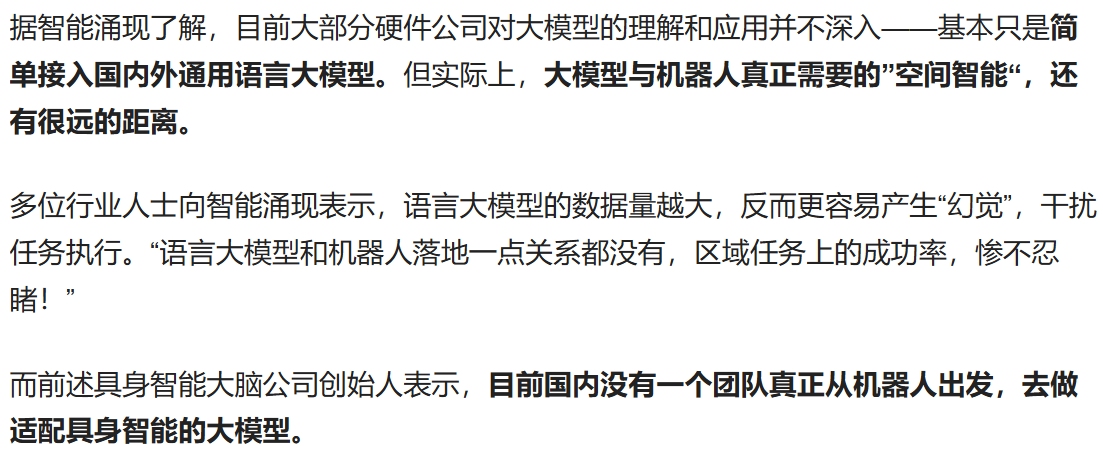 据智能涌现了解，目前大部分硬件公司对大模型的理解和应用并不深入——基本只是简
单接入国内外通用语言大模型。但实际上，大模型与机器人真正需要的”空间智能“，还
有很远的距离。
多位行业人士向智能涌现表示，语言大模型的数据量越大，反而更容易产生“幻觉”，干扰
任务执行。“语言大模型和机器人落地一点关系都没有，区域任务上的成功率，惨不忍
睹！”
而前述具身智能大脑公司创始人表示，目前国内没有一个团队真正从机器人出发，去做
适配具身智能的大模型。